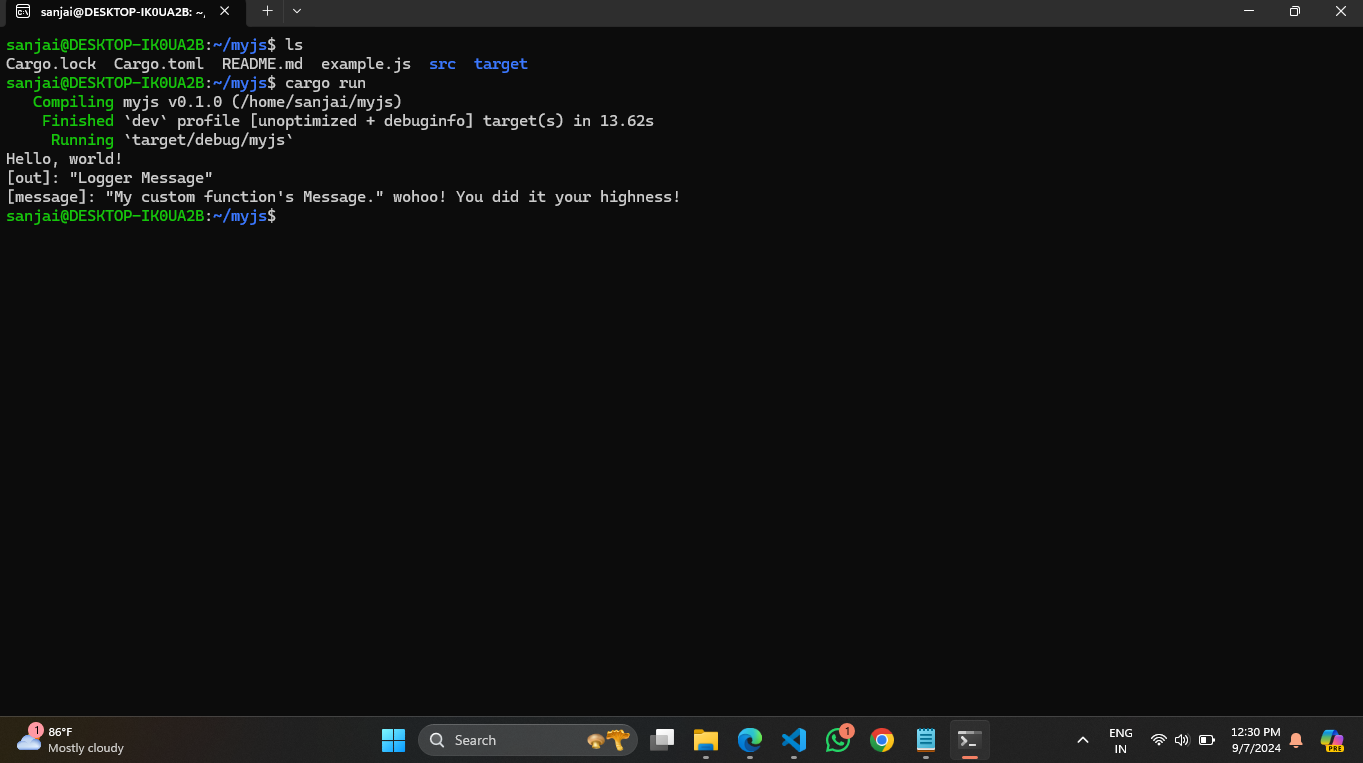 sanjai@DESKTOP-IK0UA2B: ~,
sanjai@DESKTOP-IK0UA2B:~/myjs$ ls
Cargo.lock  Cargo.toml  README.md  example.js  src  target
sanjai@DESKTOP-IK0UA2B:~/myjs$ cargo run
   Compiling myjs v0.1.0 (/home/sanjai/myjs)
    Finished `dev` profile [unoptimized + debuginfo] target(s) in 13.62s
     Running `target/debug/myjs`
Hello, world!
[out]: "Logger Message"
[message]: "My custom function's Message." wohoo! You did it your highness!
sanjai@DESKTOP-IK0UA2B:~/myjs$
1
86°F
Mostly cloudy
Search
1
ENG
IN
12:30 PM
9/7/2024
PRE